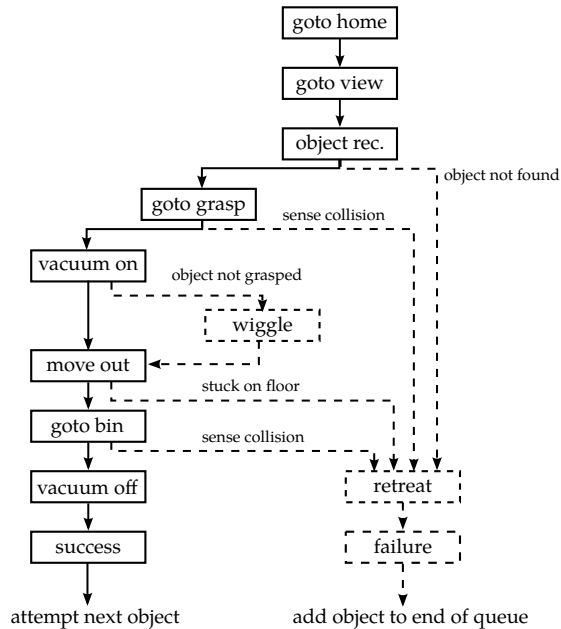 goto home
goto view
object rec.
object not found
goto grasp
sense collision
vacuum on
object not grasped
wiggle
move out
stuck on floor
goto bin
sense collision
vacuum off
retreat
success
failure
attempt next object
add object to end of queue